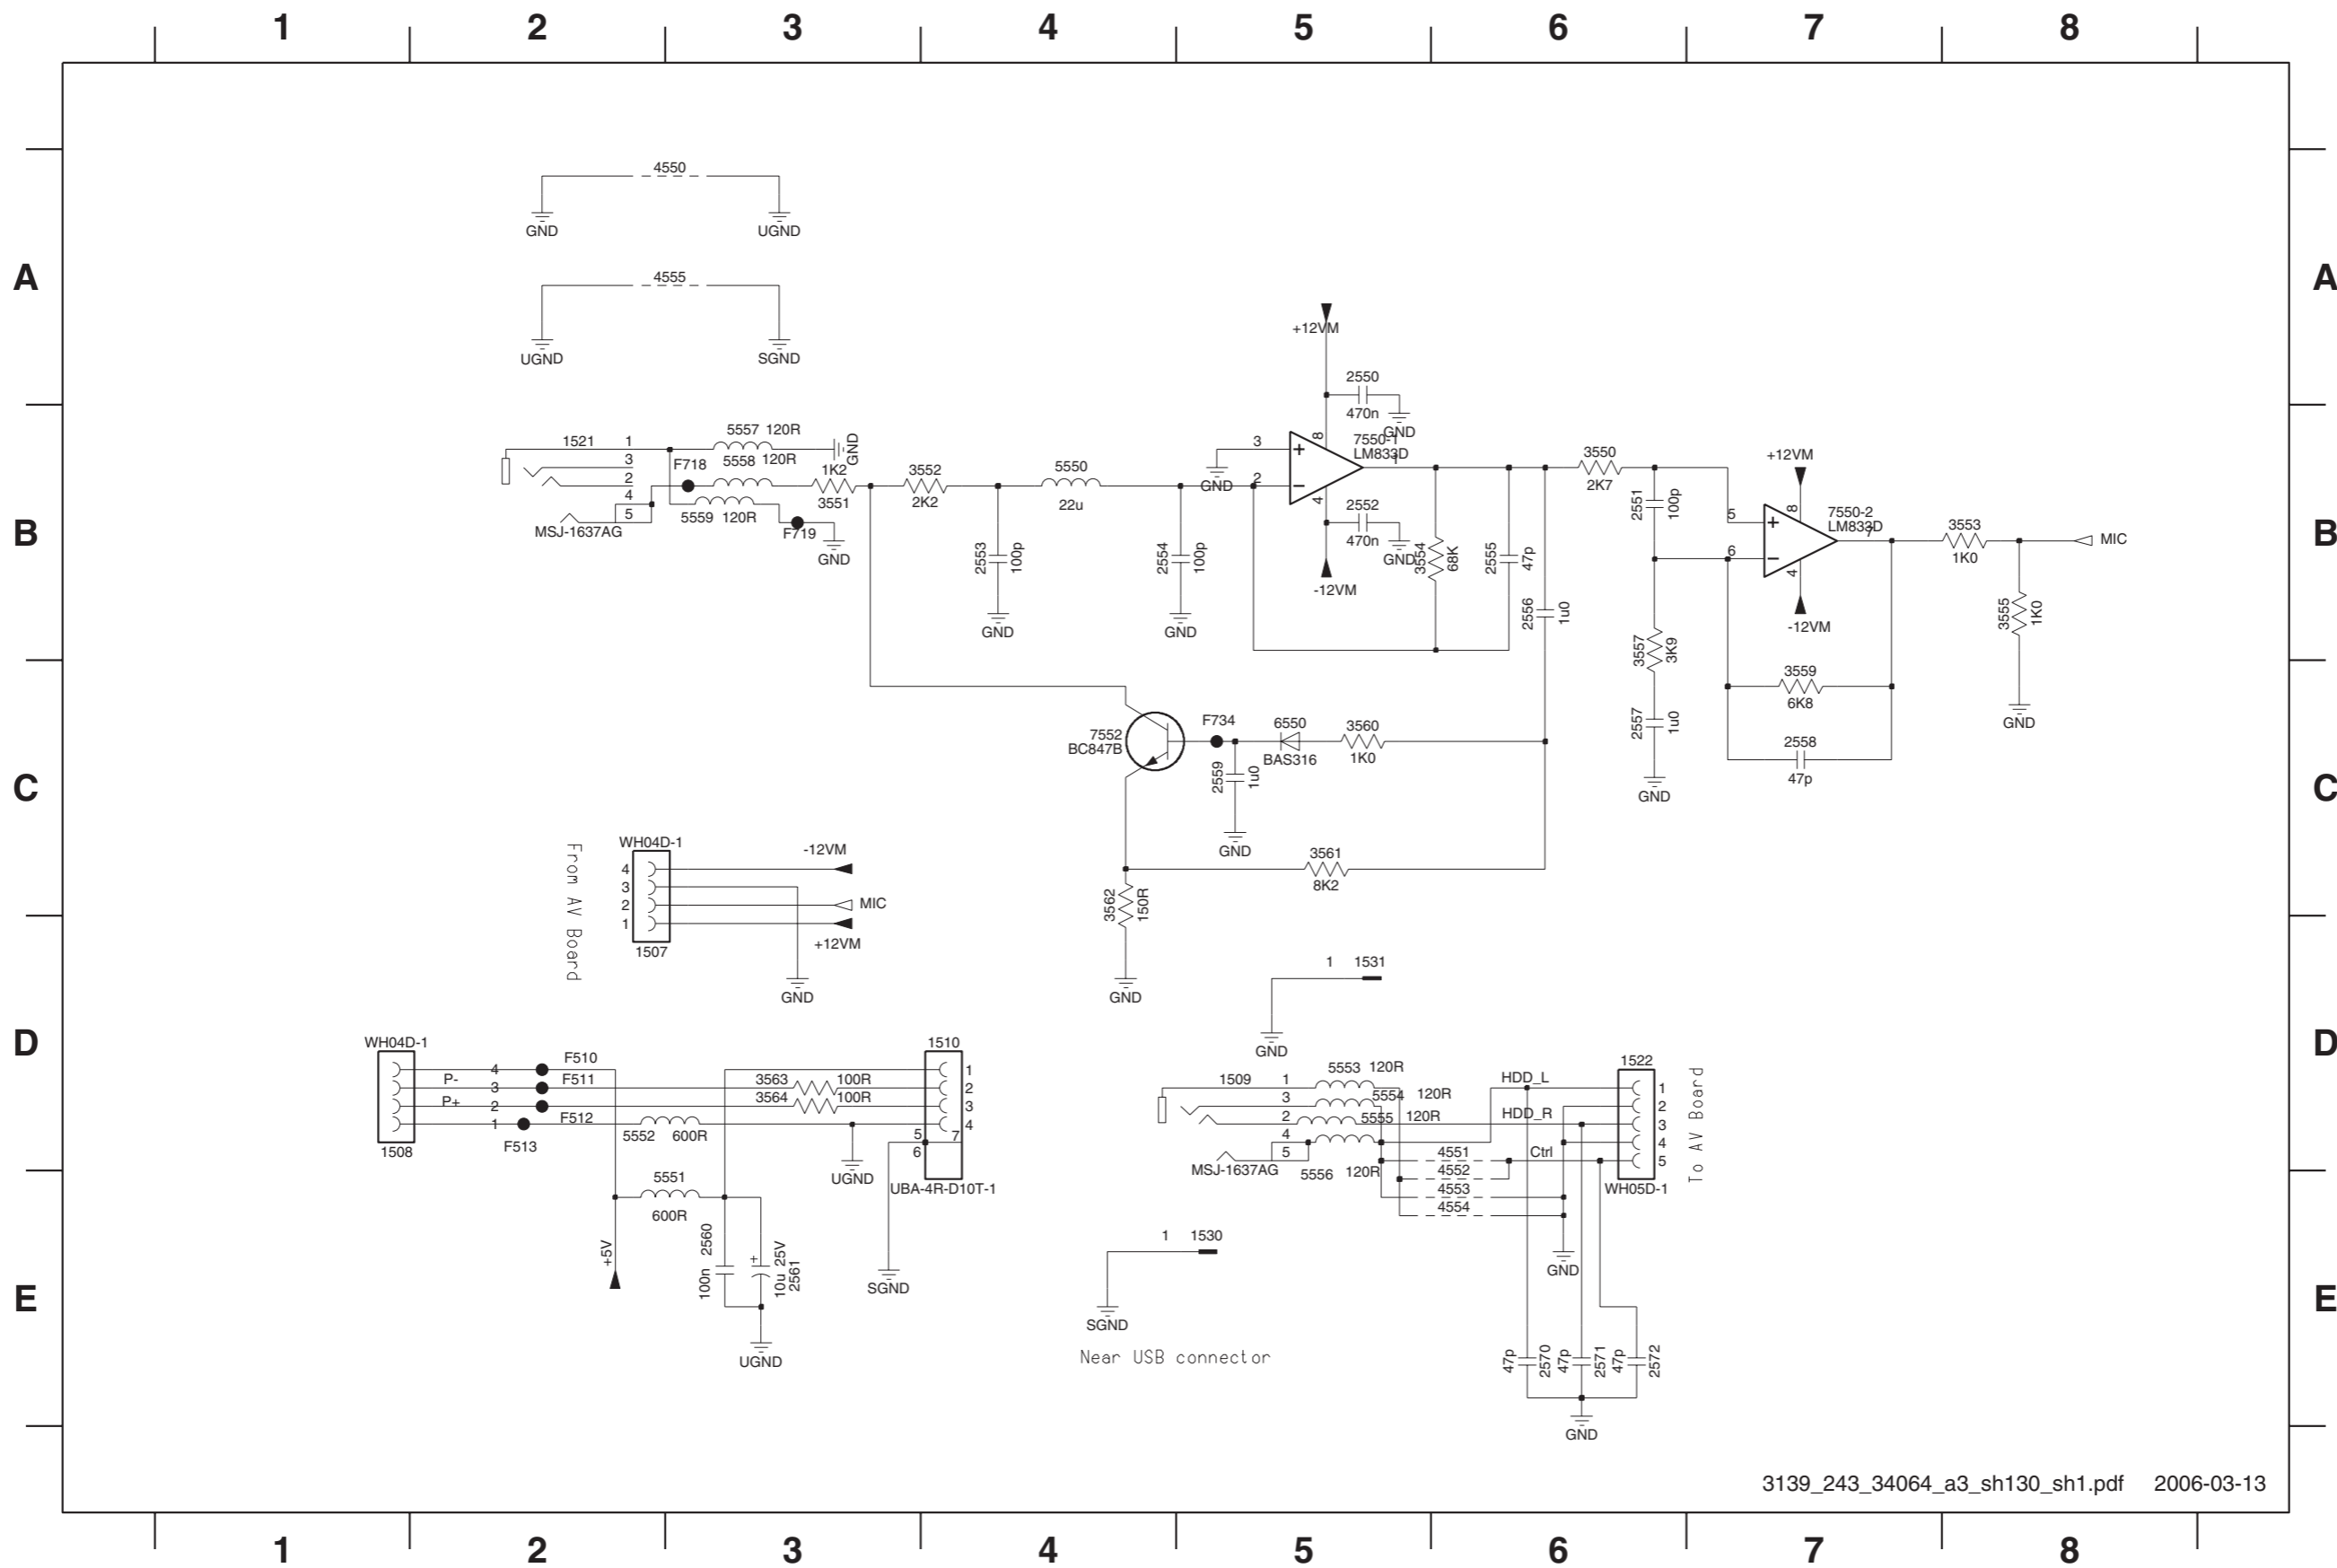 1 2 3 4 5 6 7 8
A A
4550
GND UGND
4555
UGND SGND
+12VM
2550
470n
GND
B B
1521 1
3
2
4
5
MSJ-1637AG
F718
5557 120R
5558 120R
5559 120R
F719
GND
GND
1K2
3551
3552
2K2
5550
22u
2553 100p
GND
2554 100p
GND
3
2
GND
8
4
1
7550-1
LM833D
2552
470n
GND
-12VM
3554 68K
2555 47p
2556 1u0
3550
2K7
2551 100p
+12VM
5
6
8
4
7
7550-2
LM833D
-12VM
3553
1K0
MIC
3555 1K0
GND
3557 3K9
3559
6K8
2557 1u0
GND
2558
47p
C C
7552
BC847B
F734
6550
BAS316
3560
1K0
2559 1u0
GND
3561
8K2
3562 150R
GND
From AV Board
WH04D-1
4
3
2
1
1507
-12VM
MIC
+12VM
GND
1 1531
GND
D D
WH04D-1
P-
P+
4
3
2
1
1508
F510
F511
F512
F513
5552 600R
3563 100R
3564 100R
UGND
1510
1
2
3
4
5
6
7
UBA-4R-D10T-1
SGND
5551
600R
+5V
2560
100n
+
10u 25V
2561
UGND
1509 1
3
2
4
5
MSJ-1637AG
5553 120R
5554 120R
5555 120R
5556 120R
4551
4552
4553
4554
HDD_L
HDD_R
Ctrl
1522
1
2
3
4
5
WH05D-1
To AV Board
GND
E E
1 1530
SGND
Near USB connector
47p 2570
47p 2571
47p 2572
GND
3139_243_34064_a3_sh130_sh1.pdf 2006-03-13
1 2 3 4 5 6 7 8